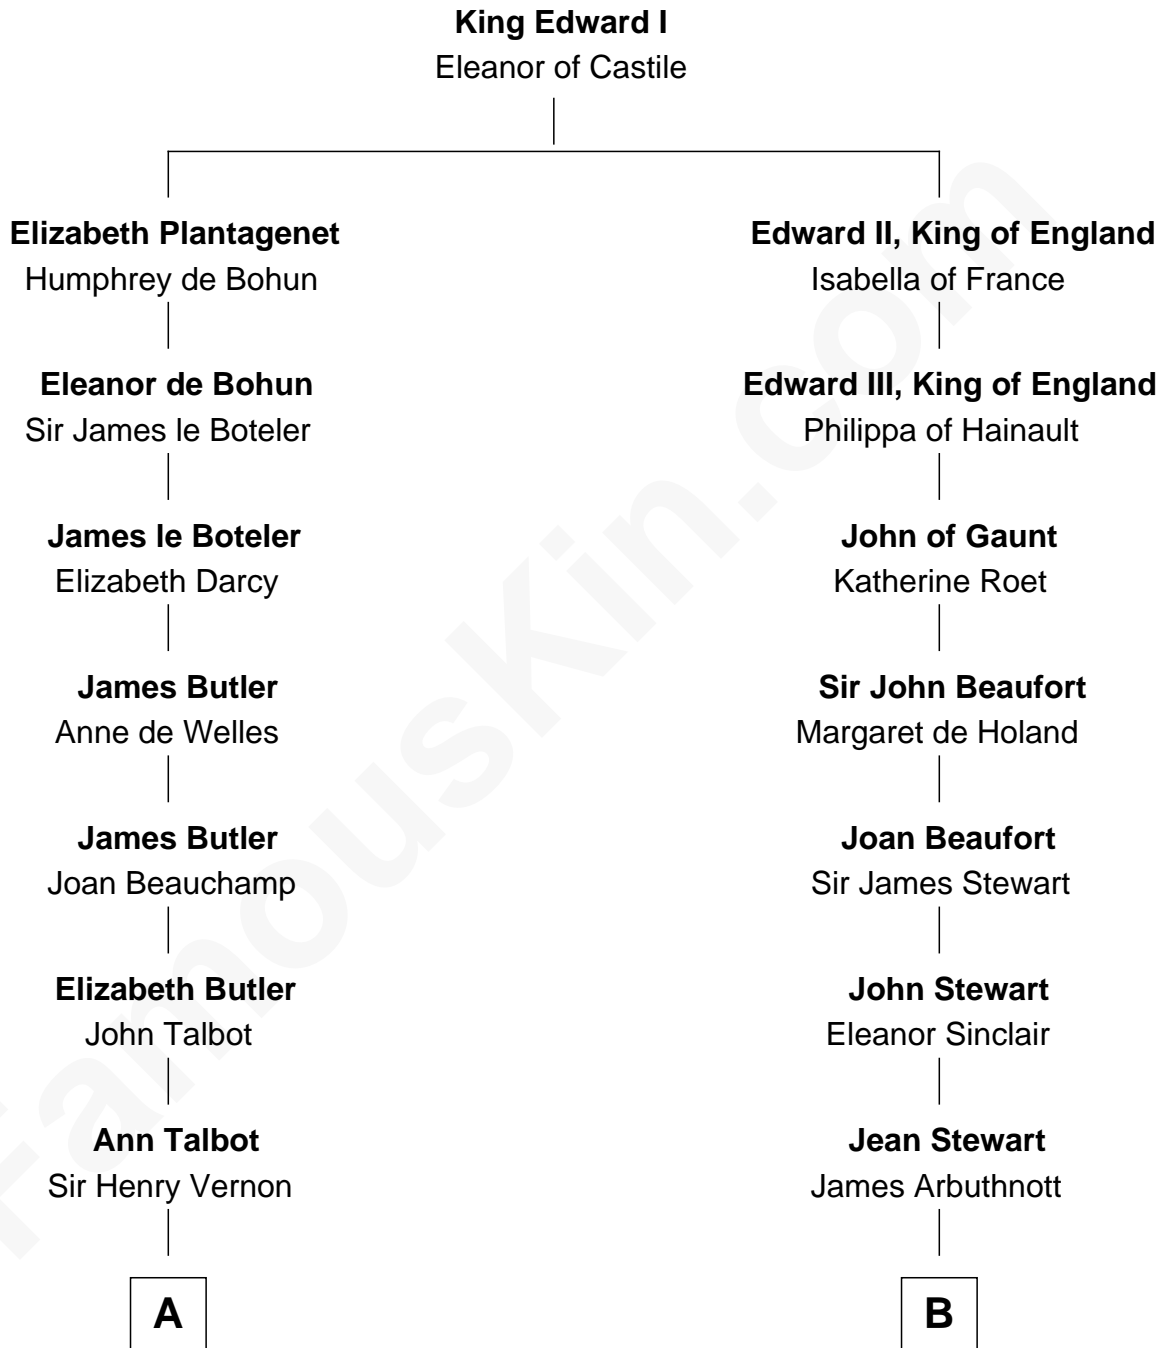 King Edward I
Eleanor of Castile
Elizabeth Plantagenet
Humphrey de Bohun
Eleanor de Bohun
Sir James le Boteler
James le Boteler
Elizabeth Darcy
James Butler
Anne de Welles
James Butler
Joan Beauchamp
Elizabeth Butler
John Talbot
Ann Talbot
Sir Henry Vernon
A
Edward II, King of England
Isabella of France
Edward III, King of England
Philippa of Hainault
John of Gaunt
Katherine Roet
Sir John Beaufort
Margaret de Holand
Joan Beaufort
Sir James Stewart
John Stewart
Eleanor Sinclair
Jean Stewart
James Arbuthnott
B
FamousKin.com